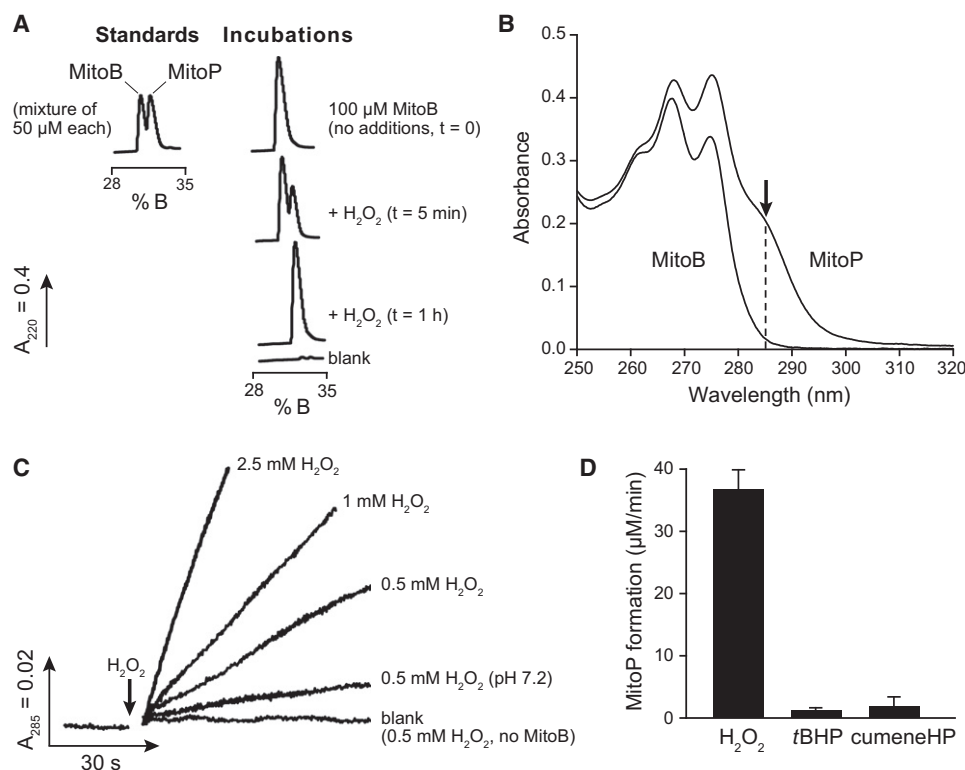 A
Standards
Incubations
MitoB MitoP
(mixture of
50 µM each)
28 35
% B
100 µM MitoB
(no additions, t = 0)
+ H₂O₂ (t = 5 min)
+ H₂O₂ (t = 1 h)
blank
28 35
% B
A₂₂₀ = 0.4
B
Absorbance
0.5
0.4
0.3
0.2
0.1
0.0
MitoB
MitoP
250 260 270 280 290 300 310 320
Wavelength (nm)
C
2.5 mM H₂O₂
1 mM H₂O₂
0.5 mM H₂O₂
0.5 mM H₂O₂ (pH 7.2)
blank
(0.5 mM H₂O₂, no MitoB)
H₂O₂
A₂₈₅ = 0.02
30 s
D
MitoP formation (µM/min)
40
30
20
10
0
H₂O₂ tBHP cumeneHP